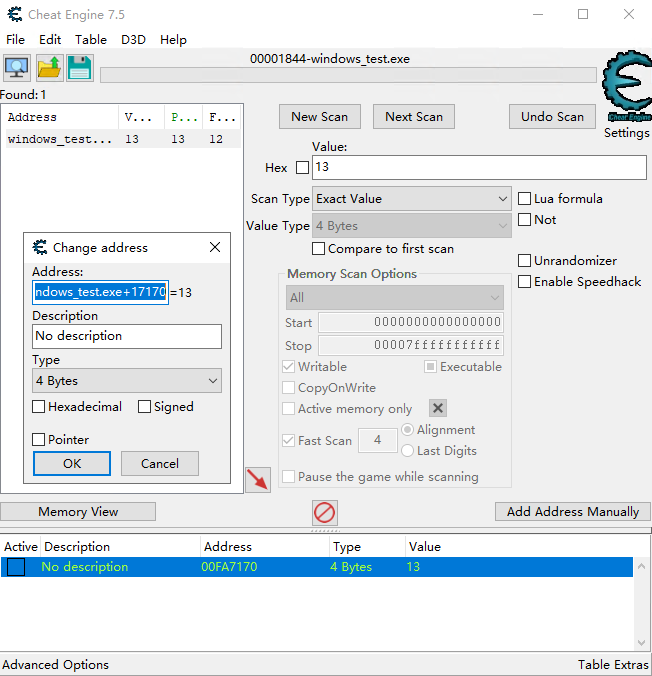 Cheat Engine 7.5
File Edit Table D3D Help
00001844-windows_test.exe
Found: 1
Address V... P... F...
windows_test... 13 13 12
New Scan Next Scan Undo Scan
Cheat Engine
Settings
Value:
Hex 13
Scan Type Exact Value
Lua formula
Value Type 4 Bytes
Not
Compare to first scan
Unrandomizer
Enable Speedhack
Memory Scan Options
All
Start 0000000000000000
Stop 00007fffffffffff
Writable Executable
CopyOnWrite
Active memory only
Fast Scan 4 Alignment
Last Digits
Pause the game while scanning
Change address
Address:
ndows_test.exe+17170 =13
Description
No description
Type
4 Bytes
Hexadecimal Signed
Pointer
OK Cancel
Memory View Add Address Manually
Active Description Address Type Value
No description 00FA7170 4 Bytes 13
Advanced Options Table Extras